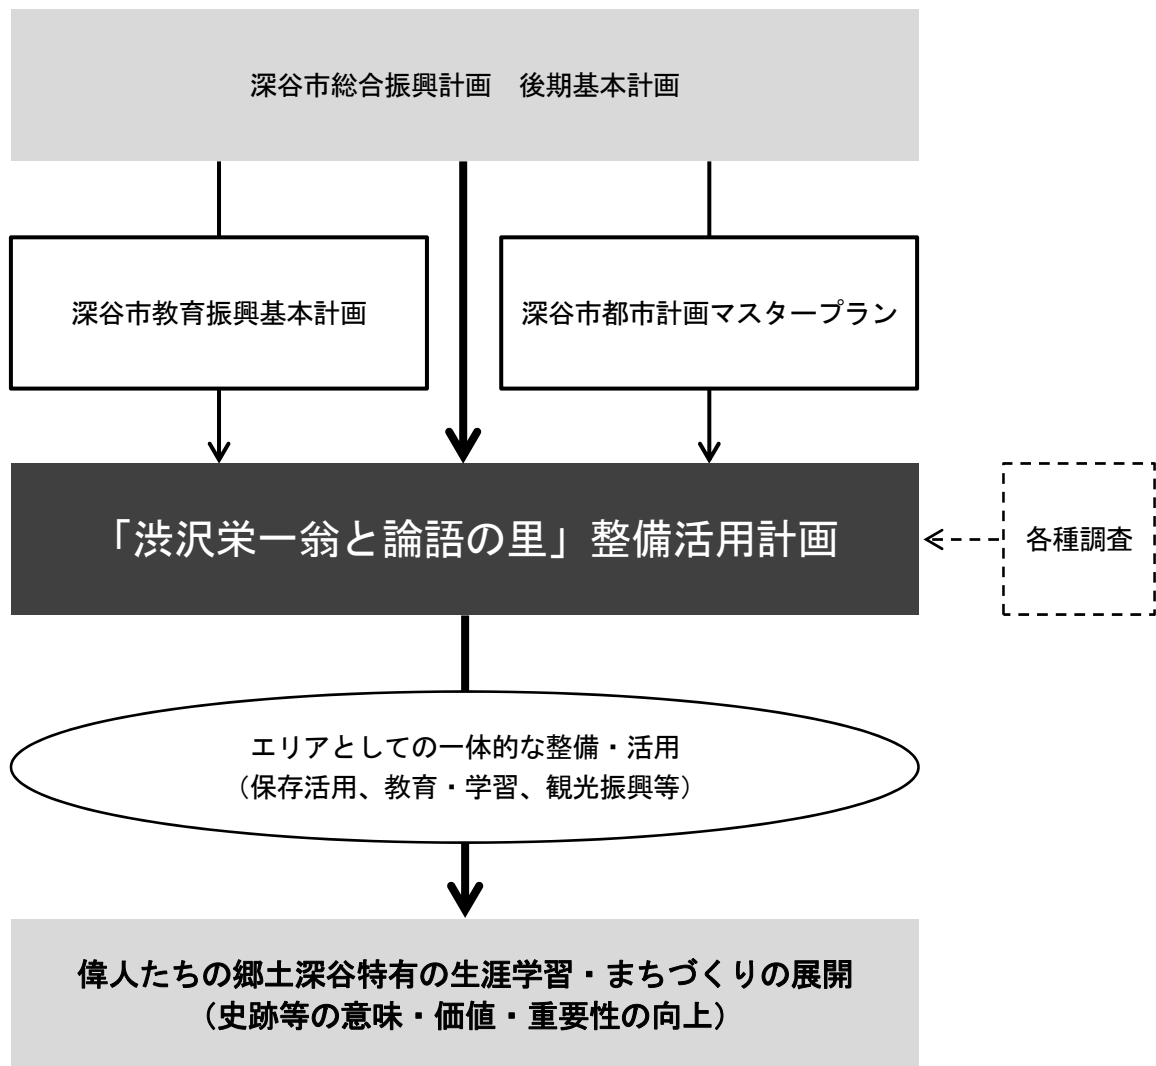 深谷市総合振興計画　後期基本計画
深谷市教育振興基本計画
深谷市都市計画マスタープラン
「渋沢栄一翁と論語の里」整備活用計画
各種調査
エリアとしての一体的な整備・活用
（保存活用、教育・学習、観光振興等）
偉人たちの郷土深谷特有の生涯学習・まちづくりの展開
（史跡等の意味・価値・重要性の向上）